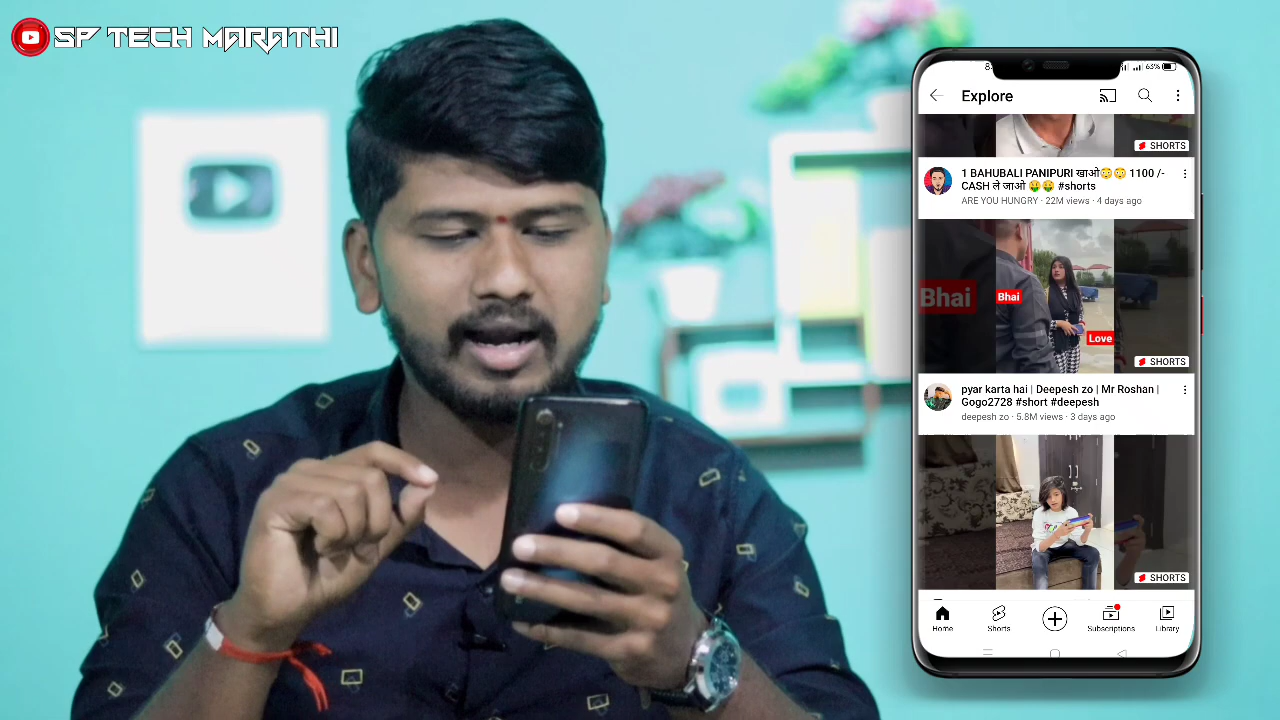 SP TECH MARATHI
63%
Explore
SHORTS
1 BAHUBALI PANIPURI खाओ😳😳 1100 /-
CASH ले जाओ 🤑🤑 #shorts
ARE YOU HUNGRY · 22M views · 4 days ago
Bhai
Bhai
Love
SHORTS
pyar karta hai | Deepesh zo | Mr Roshan |
Gogo2728 #short #deepesh
deepesh zo · 5.8M views · 3 days ago
SHORTS
Home
Shorts
Subscriptions
Library